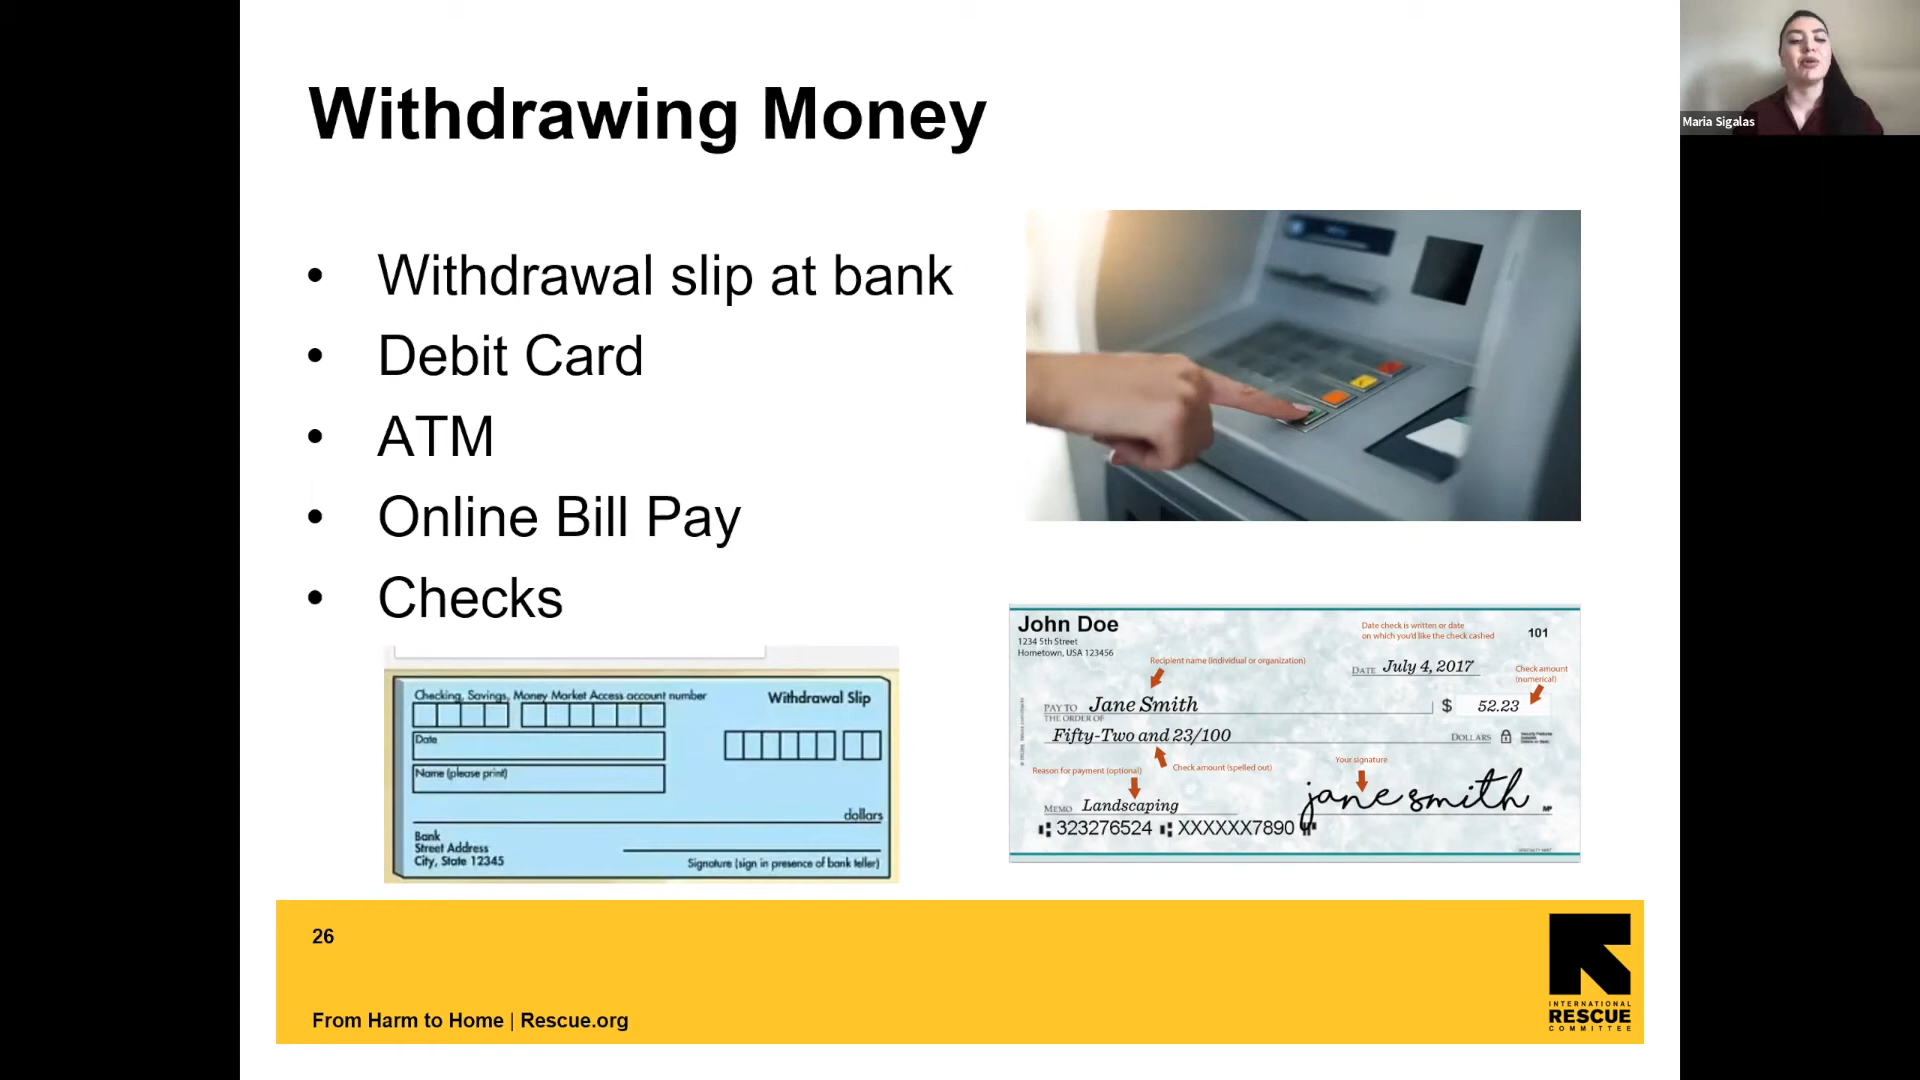 Withdrawing Money
Maria Sigalas
• Withdrawal slip at bank
• Debit Card
• ATM
• Online Bill Pay
• Checks
Checking, Savings, Money Market Access account number
Withdrawal Slip
Date
Name (please print)
dollars
Bank
Street Address
City, State 12345
Signature (sign in presence of bank teller)
John Doe
1234 5th Street
Hometown, USA 123456
Date check is written or date
on which you'd like the check cashed
101
Recipient name (individual or organization)
DATE July 4, 2017
Check amount
(numerical)
PAY TO
THE ORDER OF
Jane Smith
$ 52.23
Fifty-Two and 23/100
DOLLARS
Reason for payment (optional)
Check amount (spelled out)
Your signature
MEMO Landscaping
jane smith
MP
⑆ 323276524 ⑆ XXXXXX7890 ⑈
26
From Harm to Home | Rescue.org
INTERNATIONAL
RESCUE
COMMITTEE